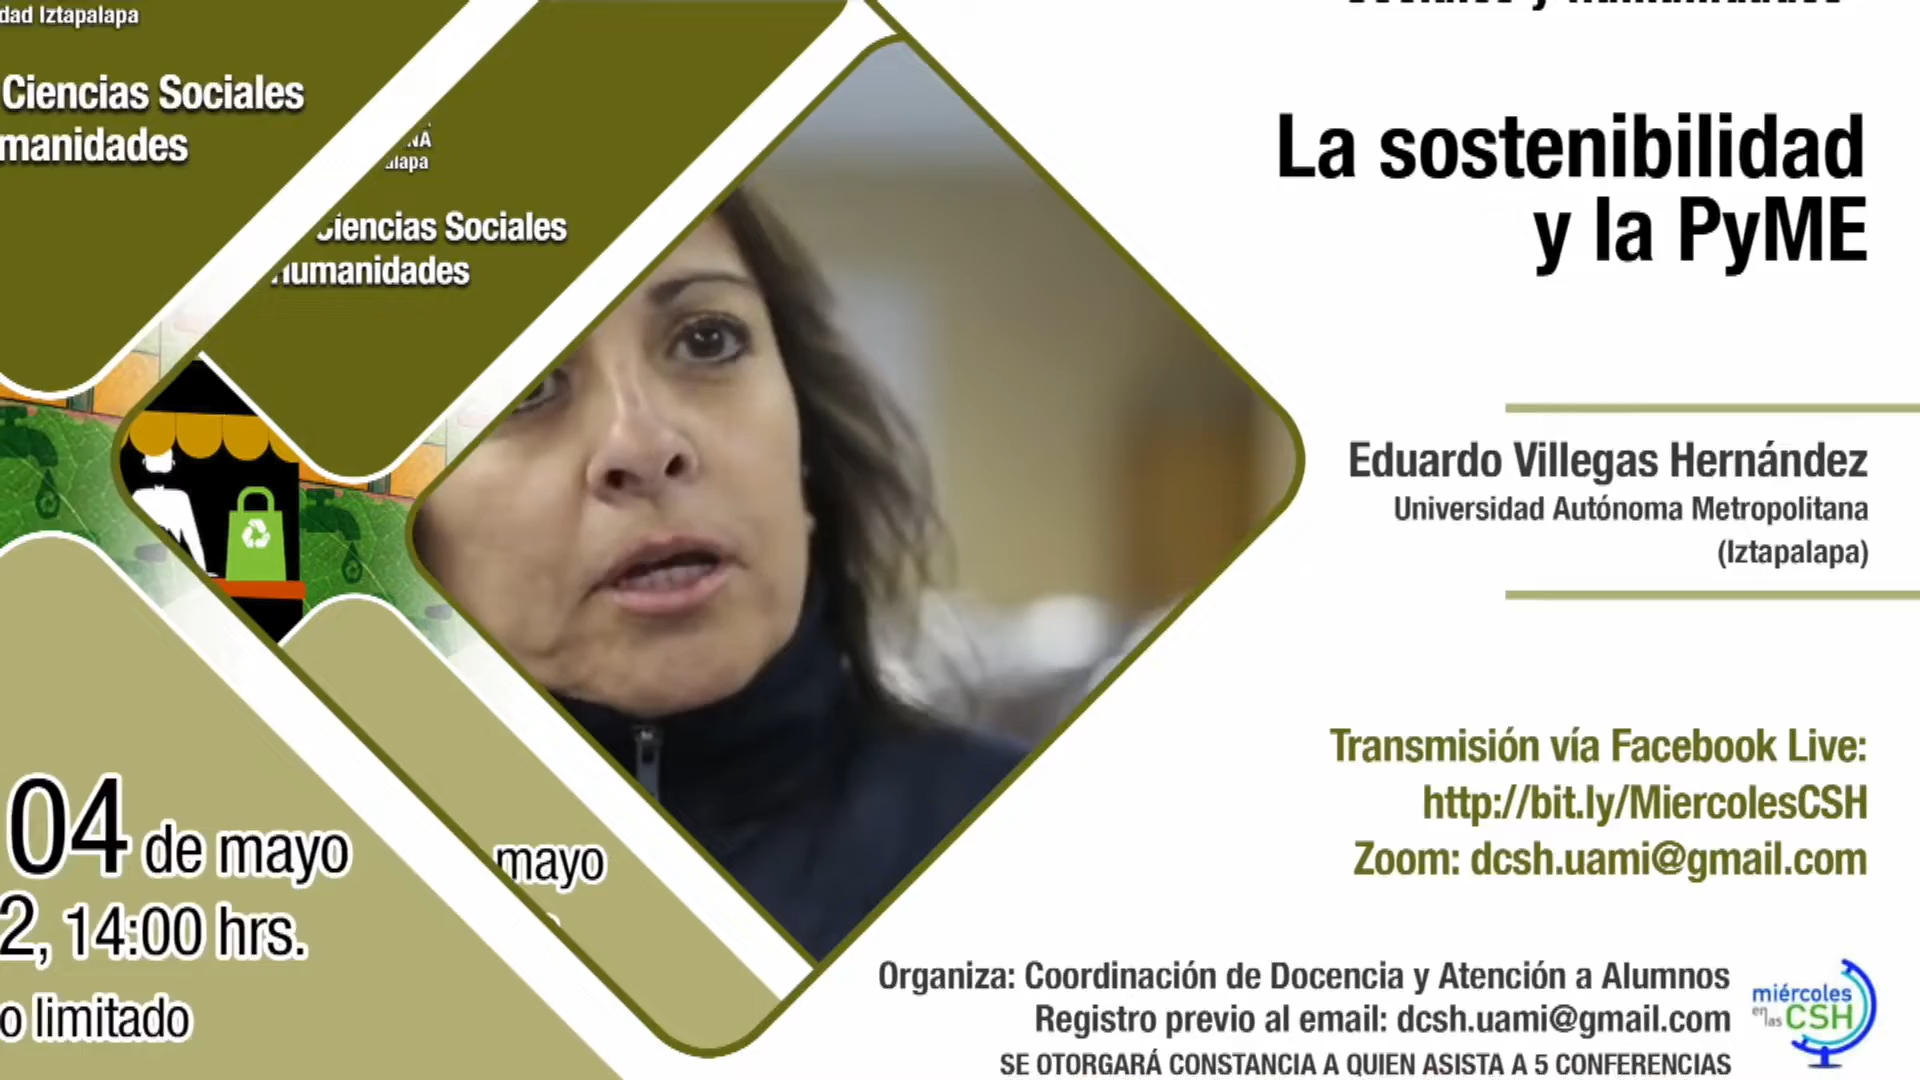 dad Iztapalapa
Ciencias Sociales
manidades
NA
lapa
Ciencias Sociales
Humanidades
04 de mayo
2, 14:00 hrs.
o limitado
mayo
La sostenibilidad
y la PyME
Eduardo Villegas Hernández
Universidad Autónoma Metropolitana
(Iztapalapa)
Transmisión vía Facebook Live:
http://bit.ly/MiercolesCSH
Zoom: dcsh.uami@gmail.com
Organiza: Coordinación de Docencia y Atención a Alumnos
Registro previo al email: dcsh.uami@gmail.com
SE OTORGARÁ CONSTANCIA A QUIEN ASISTA A 5 CONFERENCIAS
miércoles
en las CSH